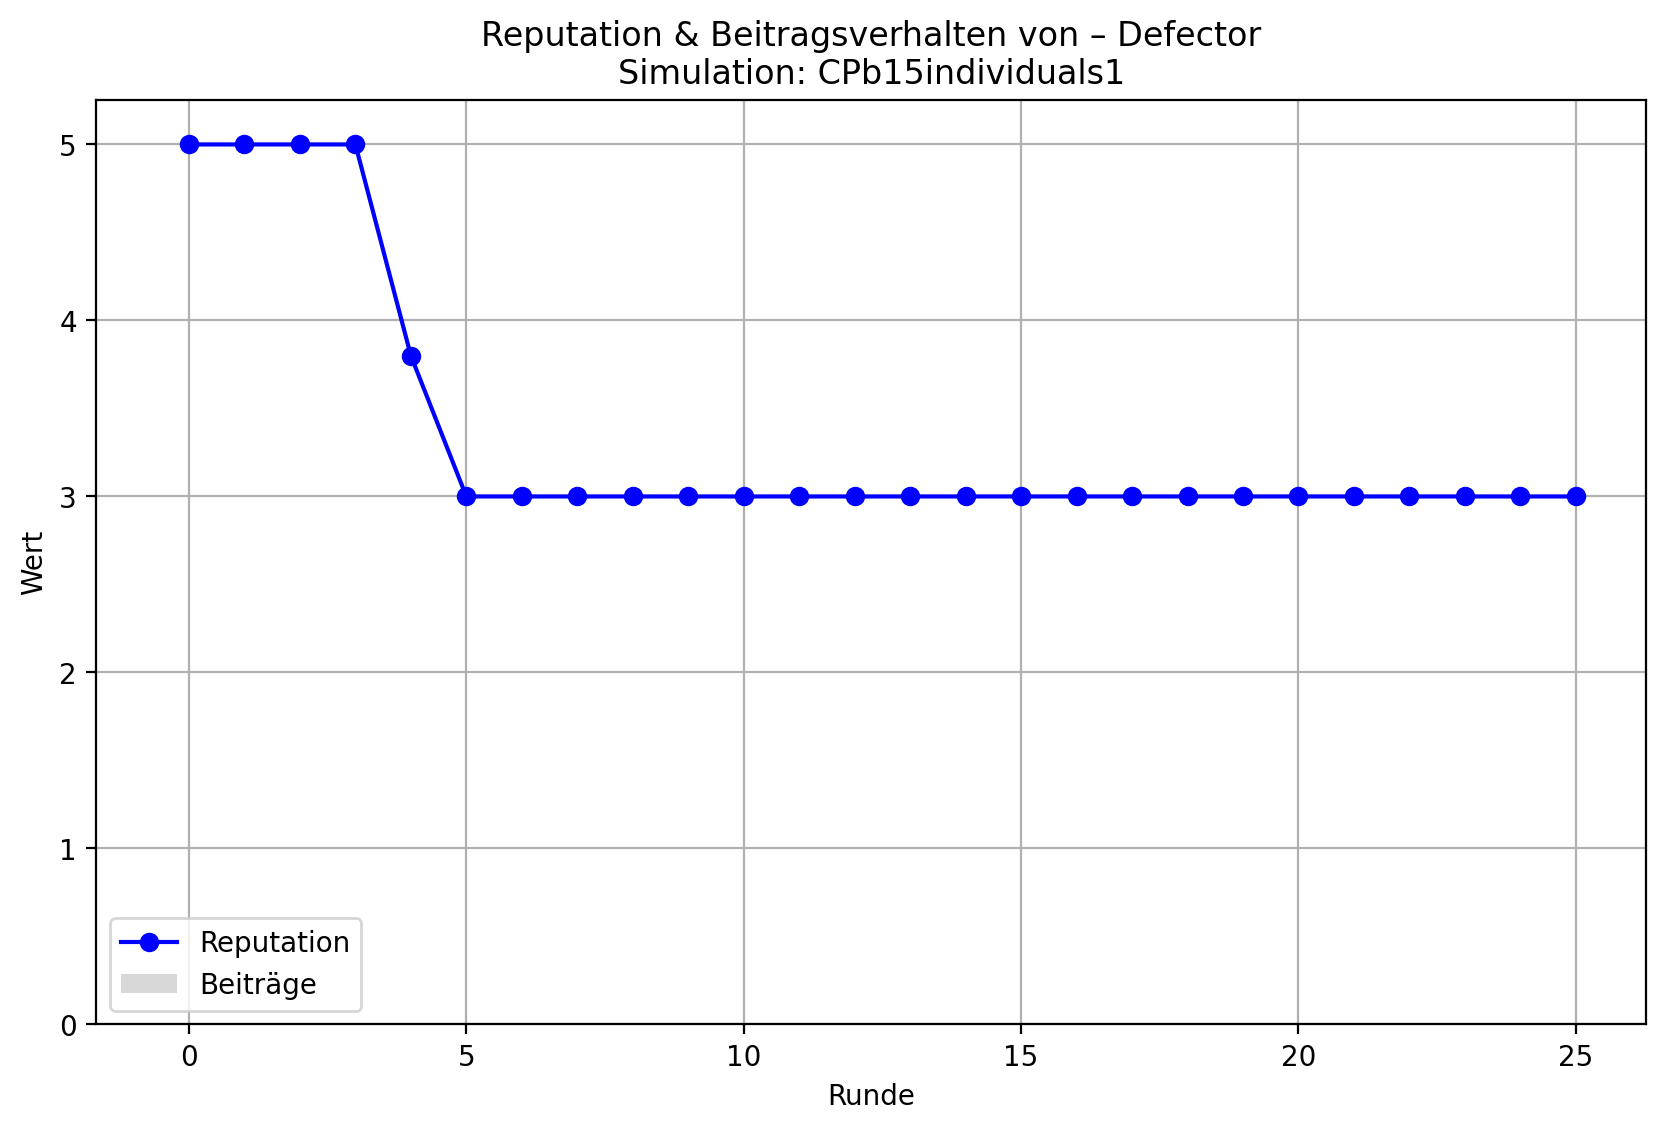 Reputation & Beitragsverhalten von – Defector
Simulation: CPb15individuals1
5
4
3
2
1
0
Wert
Reputation
Beiträge
0 5 10 15 20 25
Runde